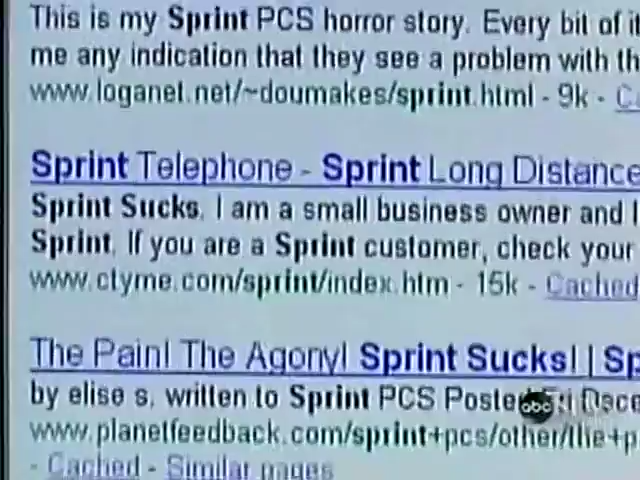 This is my Sprint PCS horror story. Every bit of it
me any indication that they see a problem with th
www.loganet.net/~doumakes/sprint.html - 9k - C
Sprint Telephone - Sprint Long Distance
Sprint Sucks. I am a small business owner and I
Sprint. If you are a Sprint customer, check your
www.ctyme.com/sprint/index.htm - 15k - Cached
The Pain! The Agony! Sprint Sucks! | Sp
by elise s, written to Sprint PCS Posted Dece
www.planetfeedback.com/sprint+pcs/other/the+p
- Cached - Similar pages
abc